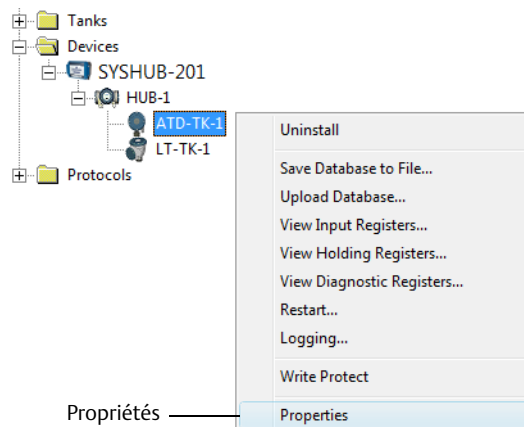 Tanks
Devices
SYSHUB-201
HUB-1
ATD-TK-1
LT-TK-1
Protocols
Uninstall
Save Database to File...
Upload Database...
View Input Registers...
View Holding Registers...
View Diagnostic Registers...
Restart...
Logging...
Write Protect
Propriétés
Properties